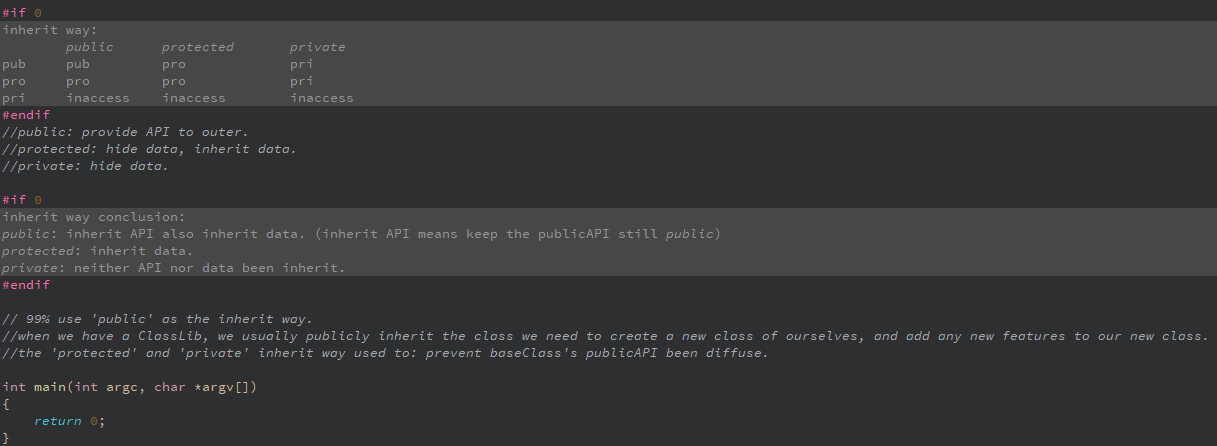 #if 0
inherit way:
        public      protected       private
pub     pub         pro             pri
pro     pro         pro             pri
pri     inaccess    inaccess        inaccess
#endif
//public: provide API to outer.
//protected: hide data, inherit data.
//private: hide data.

#if 0
inherit way conclusion:
public: inherit API also inherit data. (inherit API means keep the publicAPI still public)
protected: inherit data.
private: neither API nor data been inherit.
#endif

// 99% use 'public' as the inherit way.
//when we have a ClassLib, we usually publicly inherit the class we need to create a new class of ourselves, and add any new features to our new class.
//the 'protected' and 'private' inherit way used to: prevent baseClass's publicAPI been diffuse.

int main(int argc, char *argv[])
{
    return 0;
}